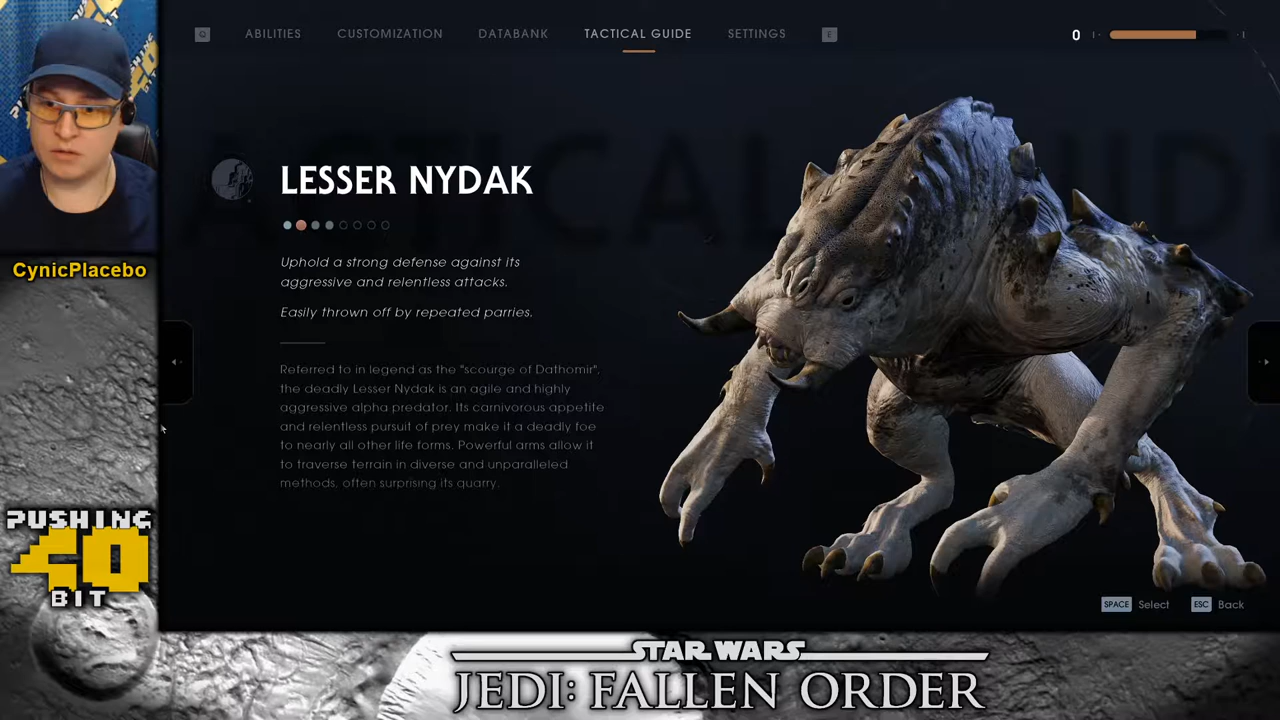 Q ABILITIES CUSTOMIZATION DATABANK TACTICAL GUIDE SETTINGS E 0
LESSER NYDAK
Uphold a strong defense against its
aggressive and relentless attacks.
Easily thrown off by repeated parries.
Referred to in legend as the "scourge of Dathomir",
the deadly Lesser Nydak is an agile and highly
aggressive alpha predator. Its carnivorous appetite
and relentless pursuit of prey make it a deadly foe
to nearly all other life forms. Powerful arms allow it
to traverse terrain in diverse and unparalleled
methods, often surprising its quarry.
CynicPlacebo
PUSHING
40
BIT
SPACE Select ESC Back
STAR WARS
JEDI: FALLEN ORDER